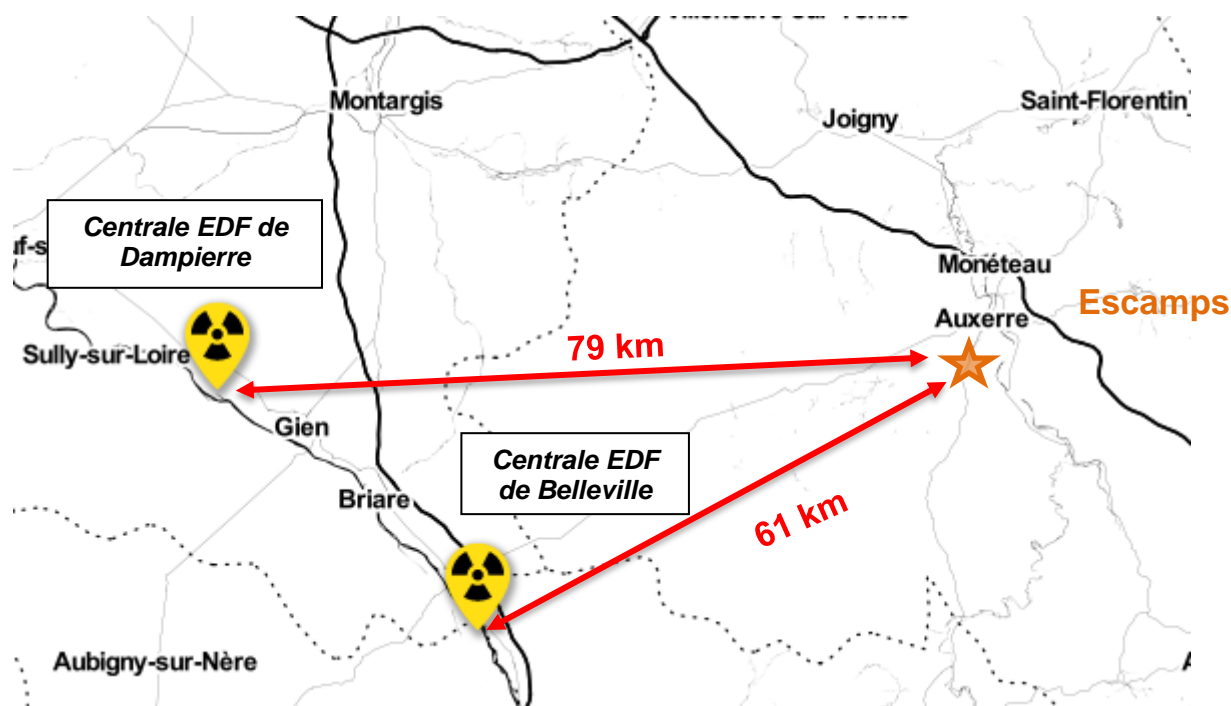 Montargis
Joigny
Saint-Florentin
Centrale EDF de
Dampierre
uf-s
Monéteau
Escamps
Auxerre
79 km
Sully-sur-Loire
Gien
Centrale EDF
de Belleville
Briare
61 km
Aubigny-sur-Nère